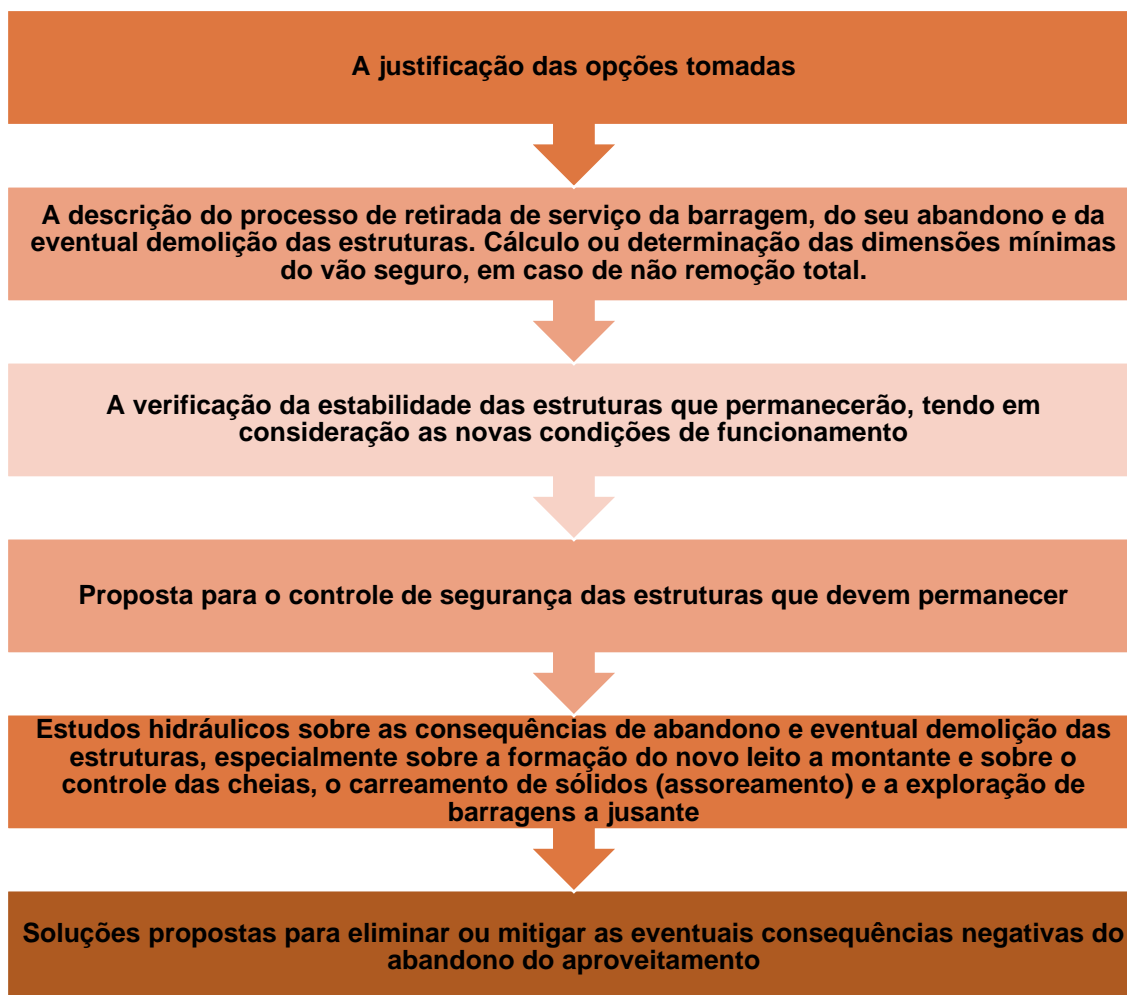 A justificação das opções tomadas
A descrição do processo de retirada de serviço da barragem, do seu abandono e da
eventual demolição das estruturas. Cálculo ou determinação das dimensões mínimas
do vão seguro, em caso de não remoção total.
A verificação da estabilidade das estruturas que permanecerão, tendo em
consideração as novas condições de funcionamento
Proposta para o controle de segurança das estruturas que devem permanecer
Estudos hidráulicos sobre as consequências de abandono e eventual demolição das
estruturas, especialmente sobre a formação do novo leito a montante e sobre o
controle das cheias, o carreamento de sólidos (assoreamento) e a exploração de
barragens a jusante
Soluções propostas para eliminar ou mitigar as eventuais consequências negativas do
abandono do aproveitamento